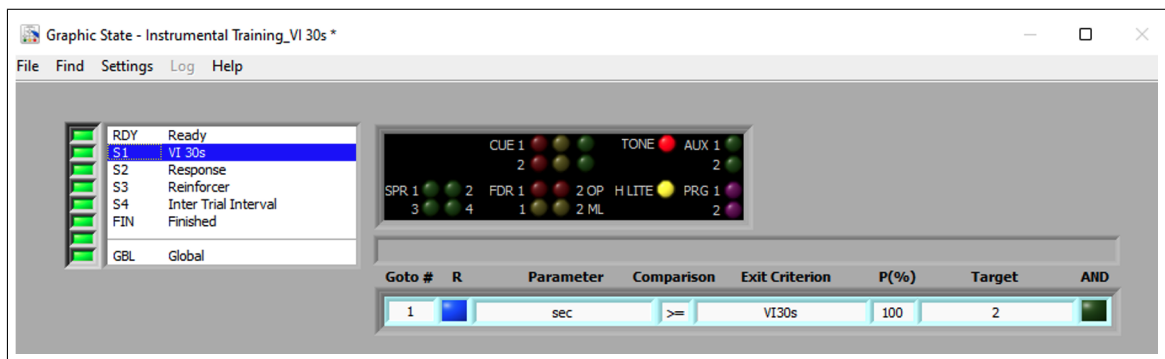 Graphic State - Instrumental Training_VI 30s *
File Find Settings Log Help
RDY Ready
S1 VI 30s
S2 Response
S3 Reinforcer
S4 Inter Trial Interval
FIN Finished
GBL Global
CUE 1 TONE AUX 1
2 2
SPR 1 2 FDR 1 2 OP H LITE PRG 1
3 4 1 2 ML 2
Goto # R Parameter Comparison Exit Criterion P(%) Target AND
1 sec >= VI30s 100 2